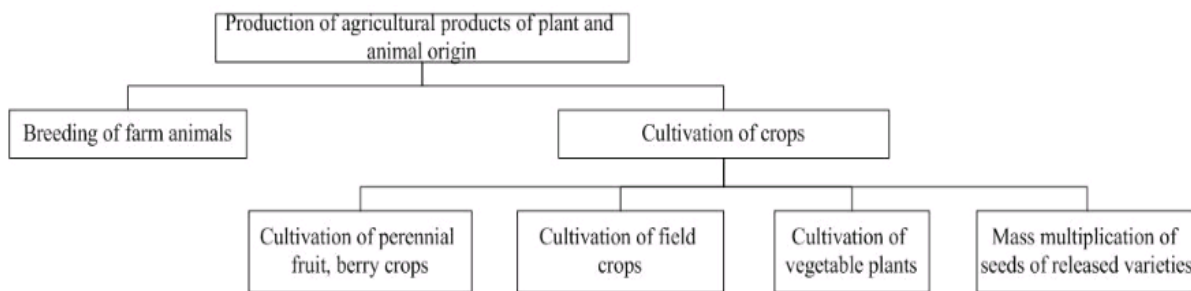 Production of agricultural products of plant and
animal origin
Breeding of farm animals
Cultivation of crops
Cultivation of perennial
fruit, berry crops
Cultivation of field
crops
Cultivation of
vegetable plants
Mass multiplication of
seeds of released varieties